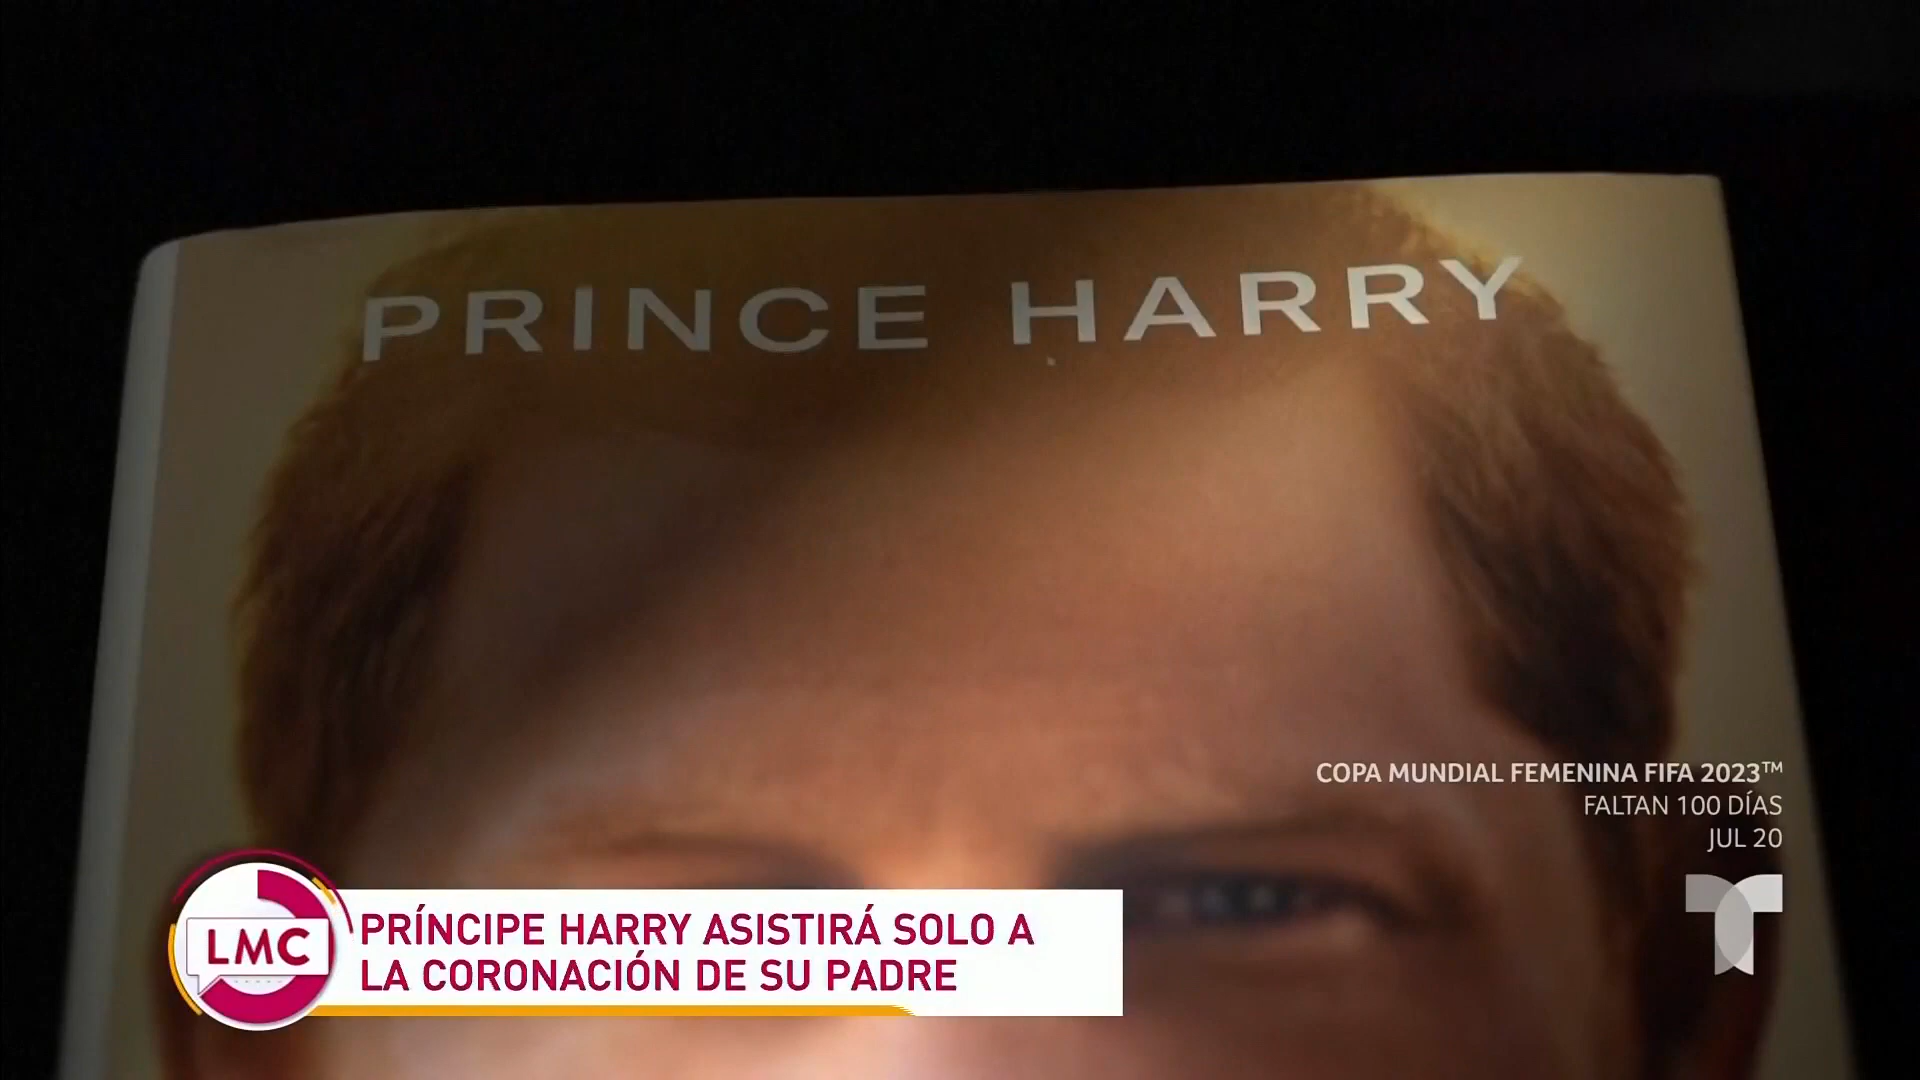 PRINCE HARRY
COPA MUNDIAL FEMENINA FIFA 2023™
FALTAN 100 DÍAS
JUL 20
LMC
PRÍNCIPE HARRY ASISTIRÁ SOLO A
LA CORONACIÓN DE SU PADRE